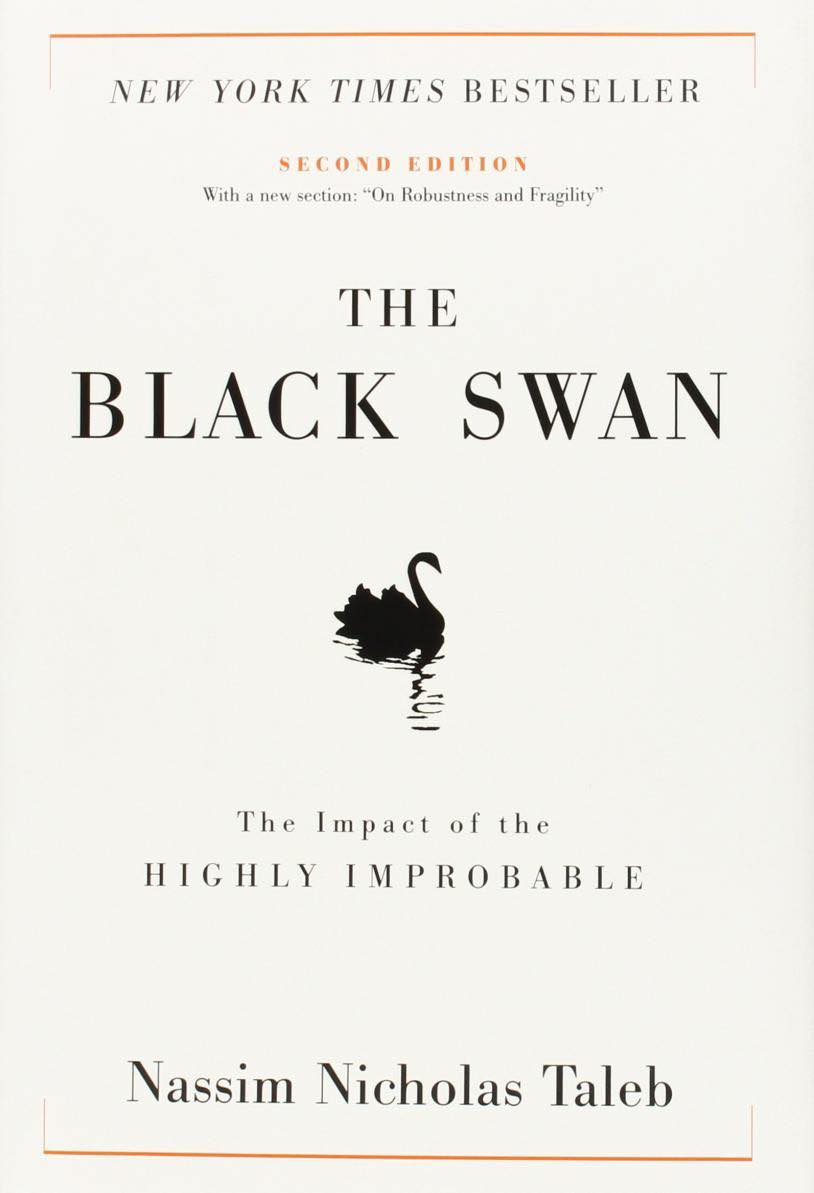 NEW YORK TIMES BESTSELLER
SECOND EDITION
With a new section: “On Robustness and Fragility”
THE
BLACK SWAN
The Impact of the
HIGHLY IMPROBABLE
Nassim Nicholas Taleb